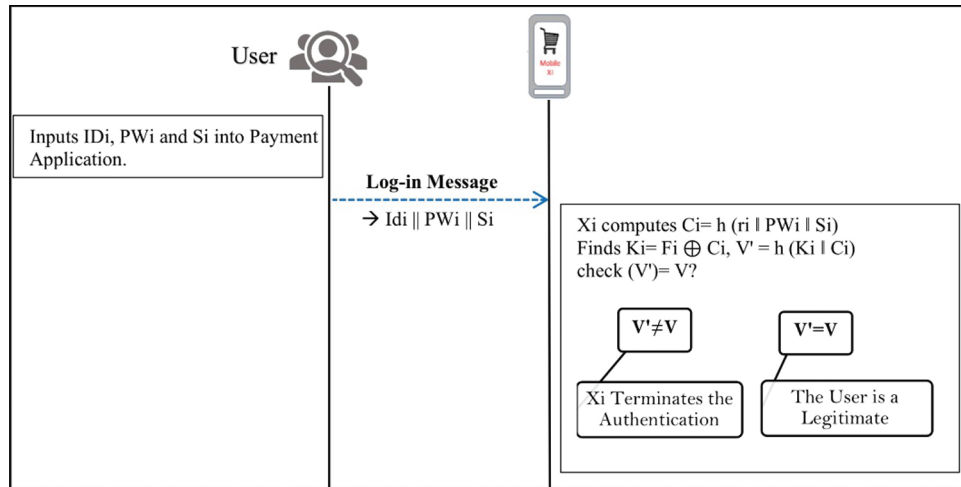 User
Mobile
Xi
Inputs IDi, PWi and Si into Payment
Application.
Log-in Message
→ Idi || PWi || Si
Xi computes Ci= h (ri ‖ PWi ‖ Si)
Finds Ki= Fi ⊕ Ci, V' = h (Ki ‖ Ci)
check (V')= V?
V'≠V
V'=V
Xi Terminates the
Authentication
The User is a
Legitimate